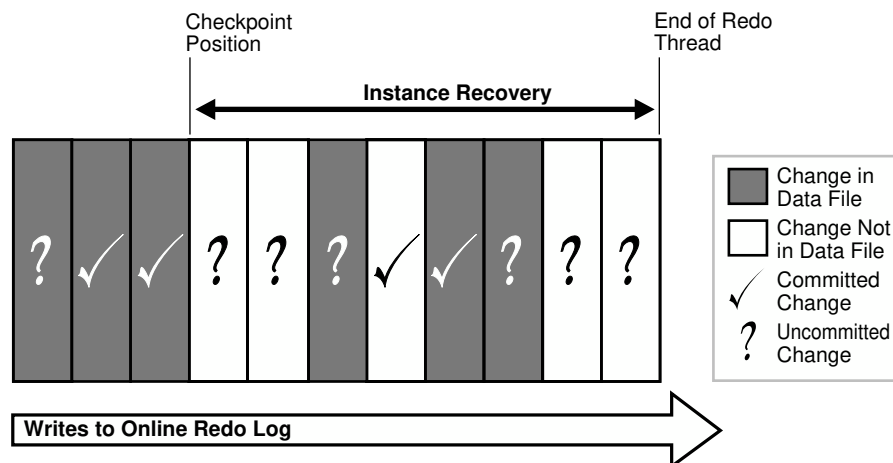 Checkpoint
Position
End of Redo
Thread
Instance Recovery
? ✓ ✓ ? ? ? ✓ ✓ ? ? ?
Change in
Data File
Change Not
in Data File
✓ Committed
Change
? Uncommitted
Change
Writes to Online Redo Log